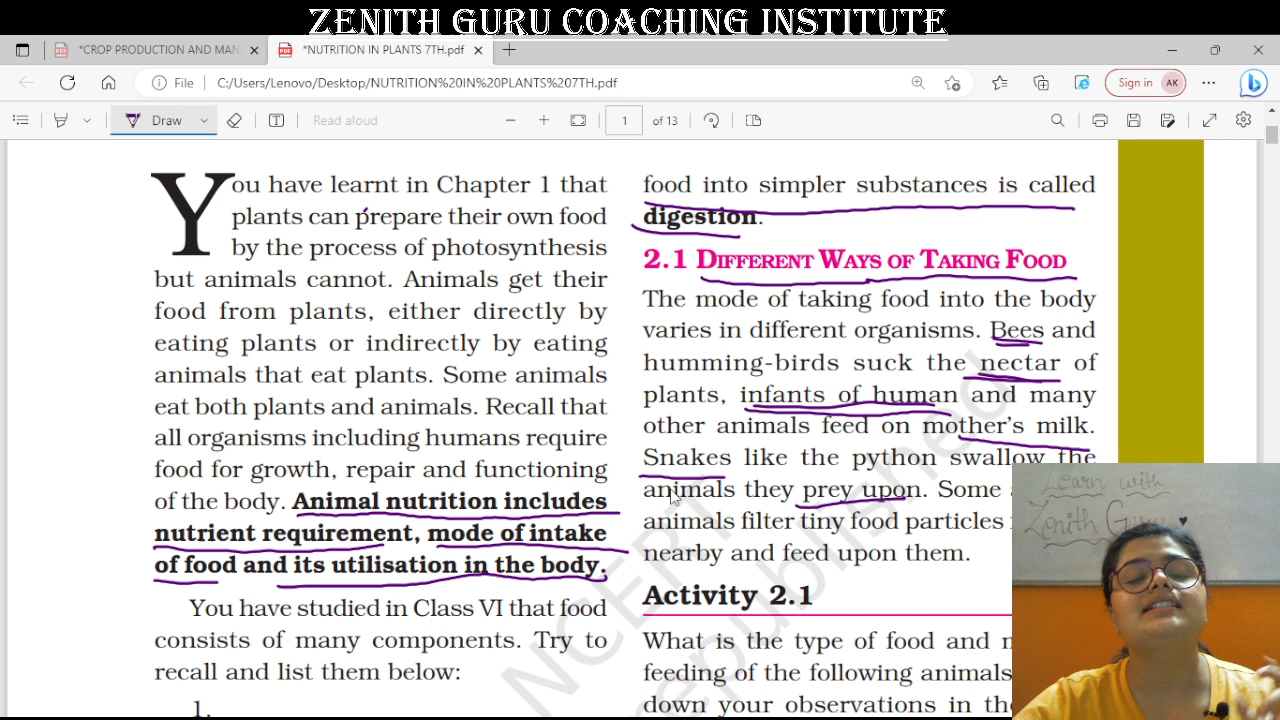 ZENITH GURU COACHING INSTITUTE
*CROP PRODUCTION AND MAN
*NUTRITION IN PLANTS 7TH.pdf
File
C:/Users/Lenovo/Desktop/NUTRITION%20IN%20PLANTS%207TH.pdf
Sign in
AK
Draw
Read aloud
1
of 13
You have learnt in Chapter 1 that
plants can prepare their own food
by the process of photosynthesis
but animals cannot. Animals get their
food from plants, either directly by
eating plants or indirectly by eating
animals that eat plants. Some animals
eat both plants and animals. Recall that
all organisms including humans require
food for growth, repair and functioning
of the body. Animal nutrition includes
nutrient requirement, mode of intake
of food and its utilisation in the body.
You have studied in Class VI that food
consists of many components. Try to
recall and list them below:
1.
food into simpler substances is called
digestion.
2.1 DIFFERENT WAYS OF TAKING FOOD
The mode of taking food into the body
varies in different organisms. Bees and
humming-birds suck the nectar of
plants, infants of human and many
other animals feed on mother's milk.
Snakes like the python swallow the
animals they prey upon. Some
animals filter tiny food particles
nearby and feed upon them.
Activity 2.1
What is the type of food and
feeding of the following animals
down your observations in the
NCERT
republished
Learn with
Zenith Guru